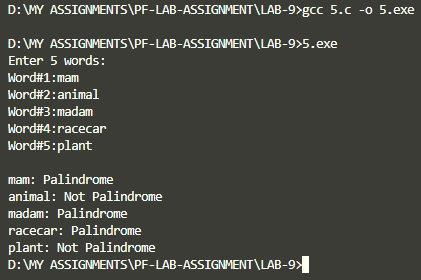 D:\MY ASSIGNMENTS\PF-LAB-ASSIGNMENT\LAB-9>gcc 5.c -o 5.exe
D:\MY ASSIGNMENTS\PF-LAB-ASSIGNMENT\LAB-9>5.exe
Enter 5 words:
Word#1:mam
Word#2:animal
Word#3:madam
Word#4:racecar
Word#5:plant
mam: Palindrome
animal: Not Palindrome
madam: Palindrome
racecar: Palindrome
plant: Not Palindrome
D:\MY ASSIGNMENTS\PF-LAB-ASSIGNMENT\LAB-9>